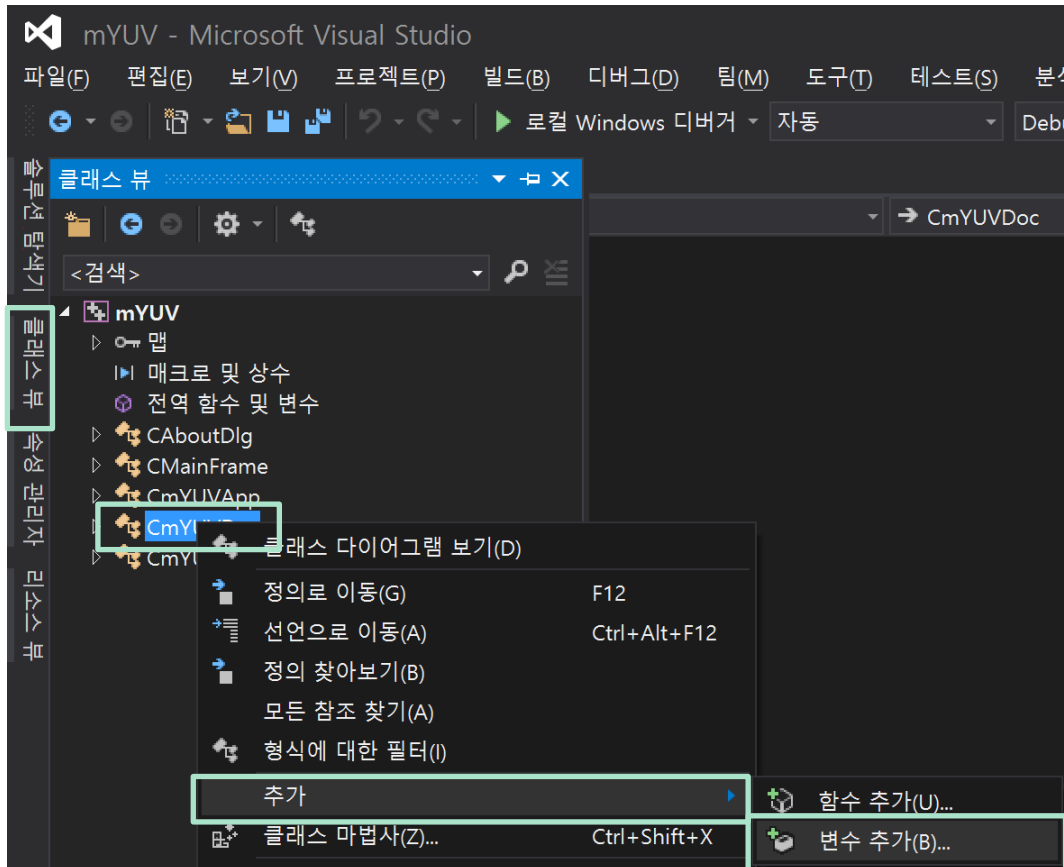 mYUV - Microsoft Visual Studio
파일(F) 편집(E) 보기(V) 프로젝트(P) 빌드(B) 디버그(D) 팀(M) 도구(T) 테스트(S)
로컬 Windows 디버거 자동
솔루션 탐색기
클래스 뷰
속성 관리자
리소스 뷰
클래스 뷰
CmYUVDoc
<검색>
mYUV
맵
매크로 및 상수
전역 함수 및 변수
CAboutDlg
CMainFrame
CmYUVApp
클래스 다이어그램 보기(D)
정의로 이동(G) F12
선언으로 이동(A) Ctrl+Alt+F12
정의 찾아보기(B)
모든 참조 찾기(A)
형식에 대한 필터(I)
추가
함수 추가(U)...
클래스 마법사(Z)... Ctrl+Shift+X
변수 추가(B)...